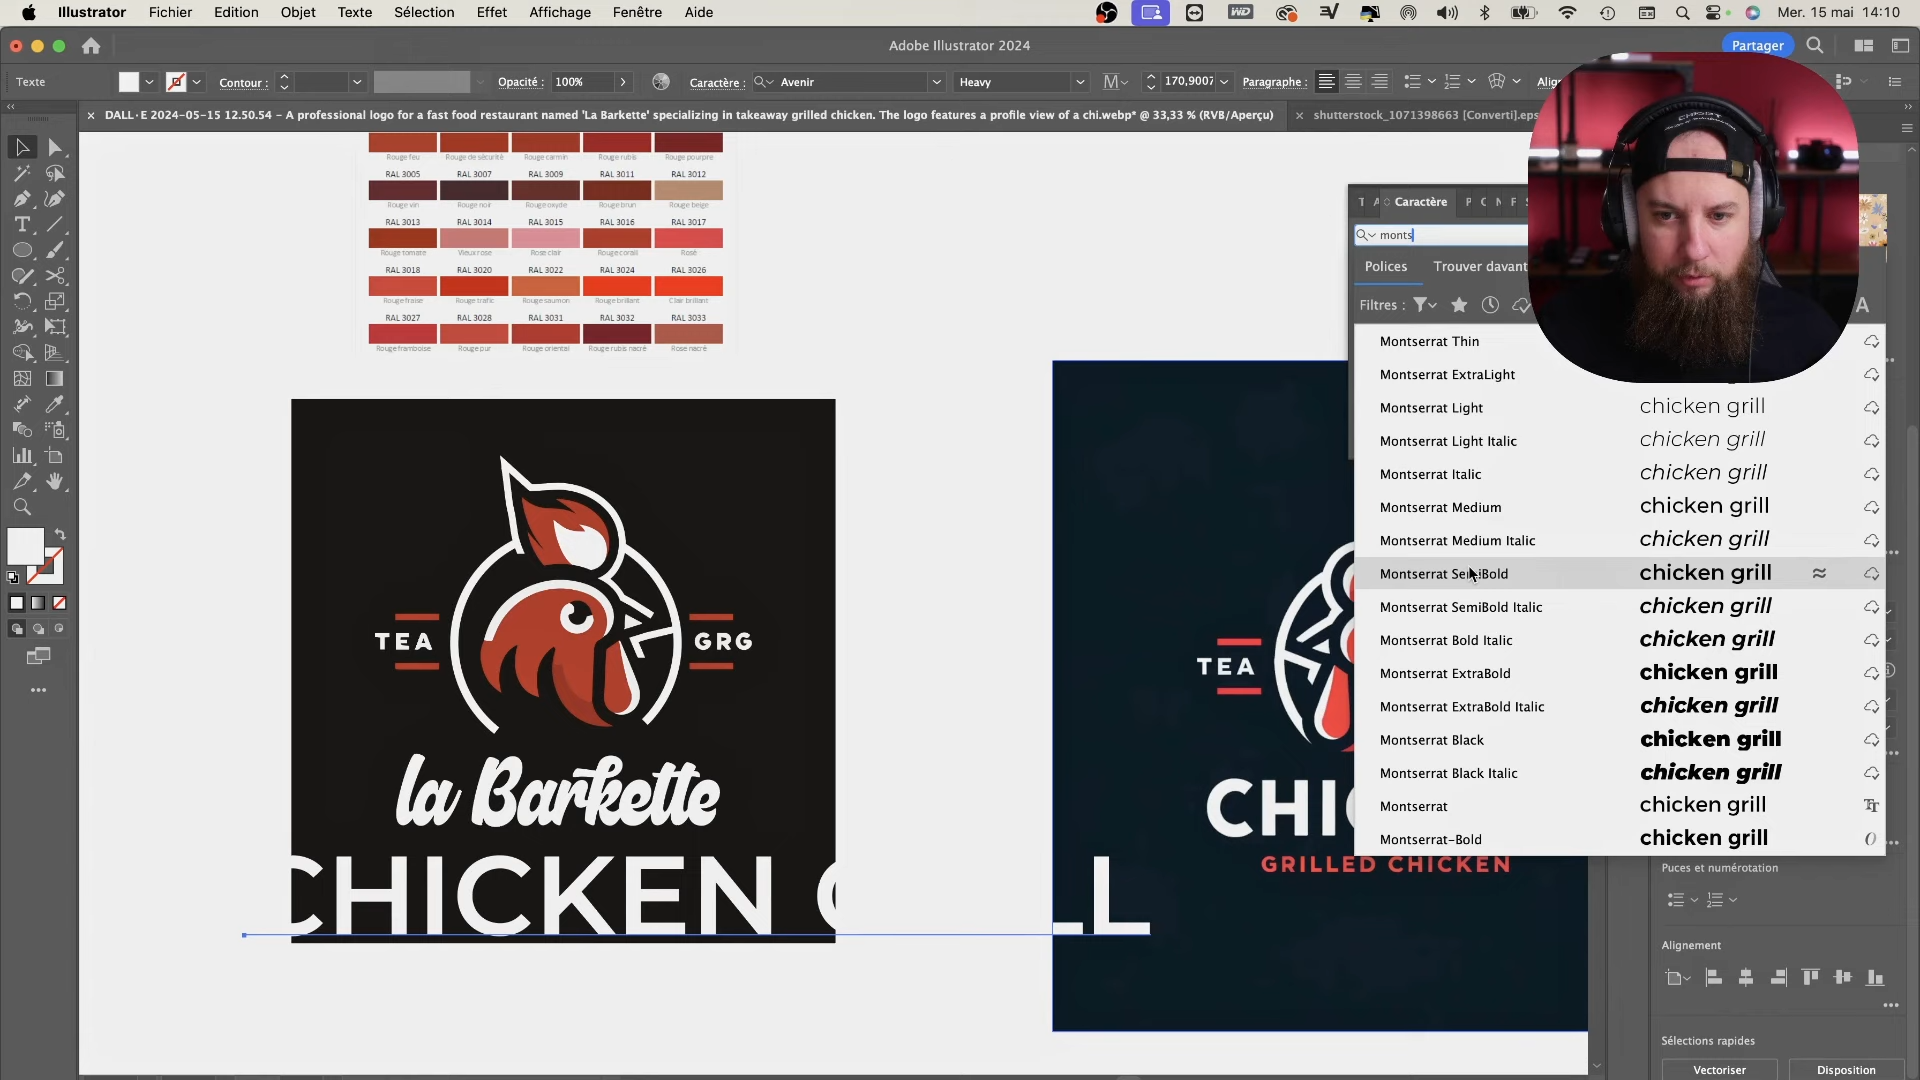 Illustrator Fichier Edition Objet Texte Sélection Effet Affichage Fenêtre Aide
Mer. 15 mai 14:10
Adobe Illustrator 2024
Partager
Texte
Contour :
Opacité : 100%
Caractère : Avenir
Heavy
170,9007
Paragraphe :
DALL·E 2024-05-15 12.50.54 – A professional logo for a fast food restaurant named 'La Barkette' specializing in takeaway grilled chicken. The logo features a profile view of a chi.webp* @ 33,33 % (RVB/Aperçu)
shutterstock_1071398663 [Converti].eps
Rouge feu Rouge de sécurité Rouge carmin Rouge rubis Rouge pourpre
RAL 3005 RAL 3007 RAL 3009 RAL 3011 RAL 3012
Rouge vin Rouge noir Rouge oxyde Rouge brun Rouge beige
RAL 3013 RAL 3014 RAL 3015 RAL 3016 RAL 3017
Rouge tomate Vieux rose Rose clair Rouge corail Rosé
RAL 3018 RAL 3020 RAL 3022 RAL 3024 RAL 3026
Rouge fraise Rouge trafic Rouge saumon Rouge brillant Clair brillant
RAL 3027 RAL 3028 RAL 3031 RAL 3032 RAL 3033
Rouge framboise Rouge pur Rouge oriental Rouge rubis nacré Rose nacré
TEA GRG
la Barkette
CHICKEN G
LL
TEA
CHI
GRILLED CHICKEN
Caractère
monts
Polices
Trouver davant
Filtres :
Montserrat Thin
Montserrat ExtraLight
Montserrat Light chicken grill
Montserrat Light Italic chicken grill
Montserrat Italic chicken grill
Montserrat Medium chicken grill
Montserrat Medium Italic chicken grill
Montserrat SemiBold chicken grill
Montserrat SemiBold Italic chicken grill
Montserrat Bold Italic chicken grill
Montserrat ExtraBold chicken grill
Montserrat ExtraBold Italic chicken grill
Montserrat Black chicken grill
Montserrat Black Italic chicken grill
Montserrat chicken grill
Montserrat-Bold chicken grill
Puces et numérotation
Alignement
Sélections rapides
Vectoriser
Disposition